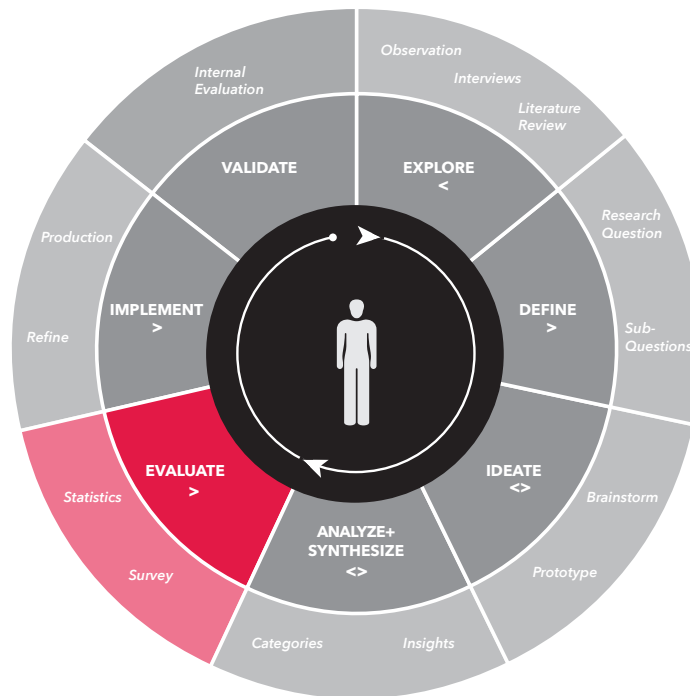 Observation
Interviews
Literature
Review
EXPLORE
<
Research
Question
DEFINE
>
Sub-
Questions
IDEATE
<>
Brainstorm
Prototype
ANALYZE+
SYNTHESIZE
<>
Insights
Categories
EVALUATE
>
Statistics
Survey
IMPLEMENT
>
Production
Refine
VALIDATE
Internal
Evaluation